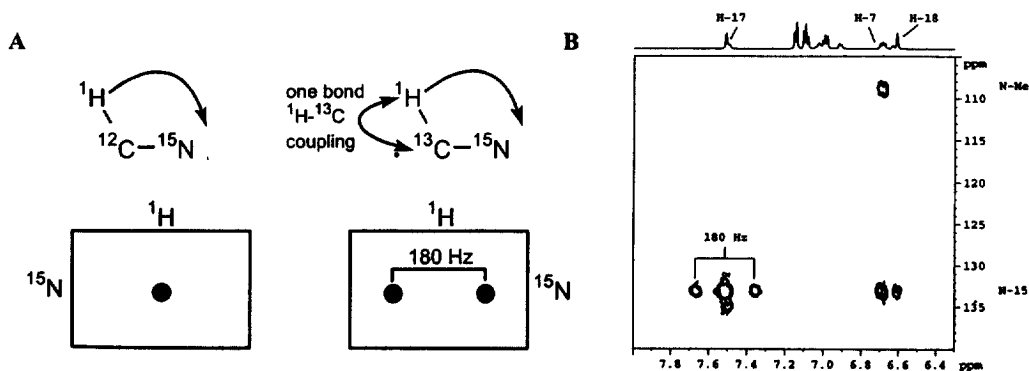 A
¹H
¹²C–¹⁵N
one bond
¹H-¹³C
coupling
¹H
¹³C–¹⁵N
¹H
¹⁵N
¹H
180 Hz
¹⁵N
B
H-17
H-7
H-18
ppm
N-Me
110
115
120
125
180 Hz
130
N-15
135
7.8 7.6 7.4 7.2 7.0 6.8 6.6 6.4 ppm